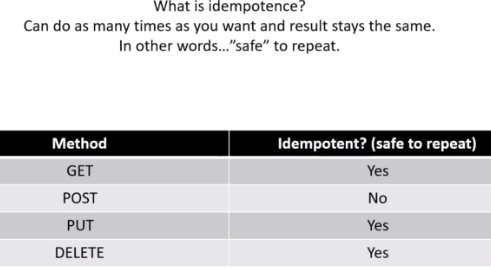 What is idempotence?
Can do as many times as you want and result stays the same.
In other words...”safe” to repeat.
Method Idempotent? (safe to repeat)
GET Yes
POST No
PUT Yes
DELETE Yes